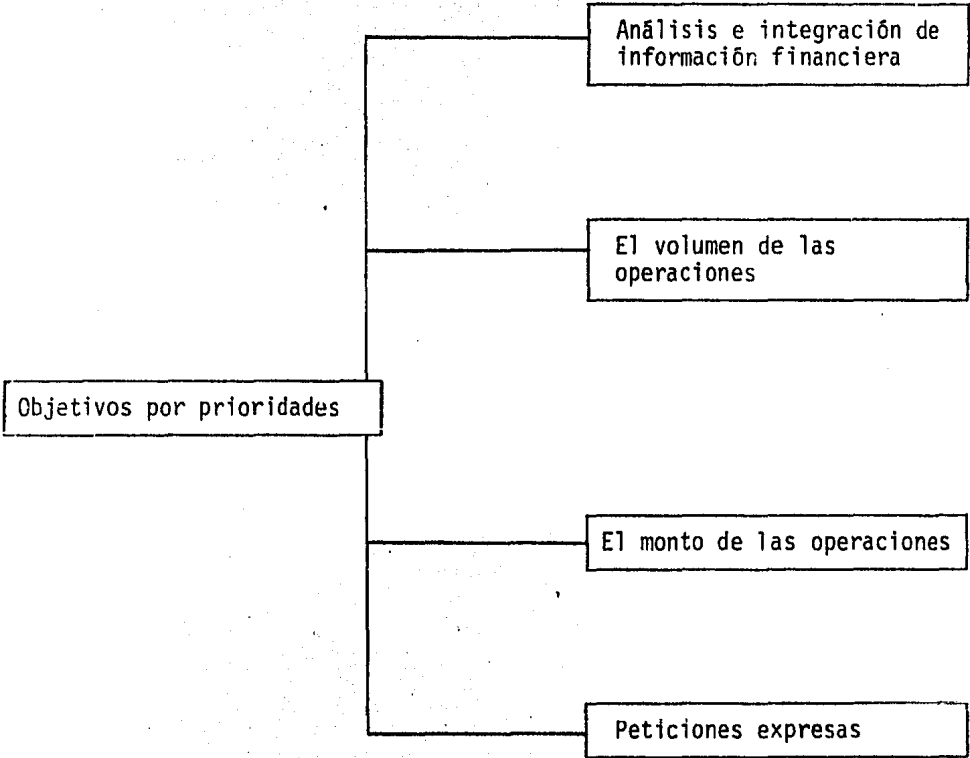 Análisis e integración de
información financiera
El volumen de las
operaciones
Objetivos por prioridades
El monto de las operaciones
Peticiones expresas